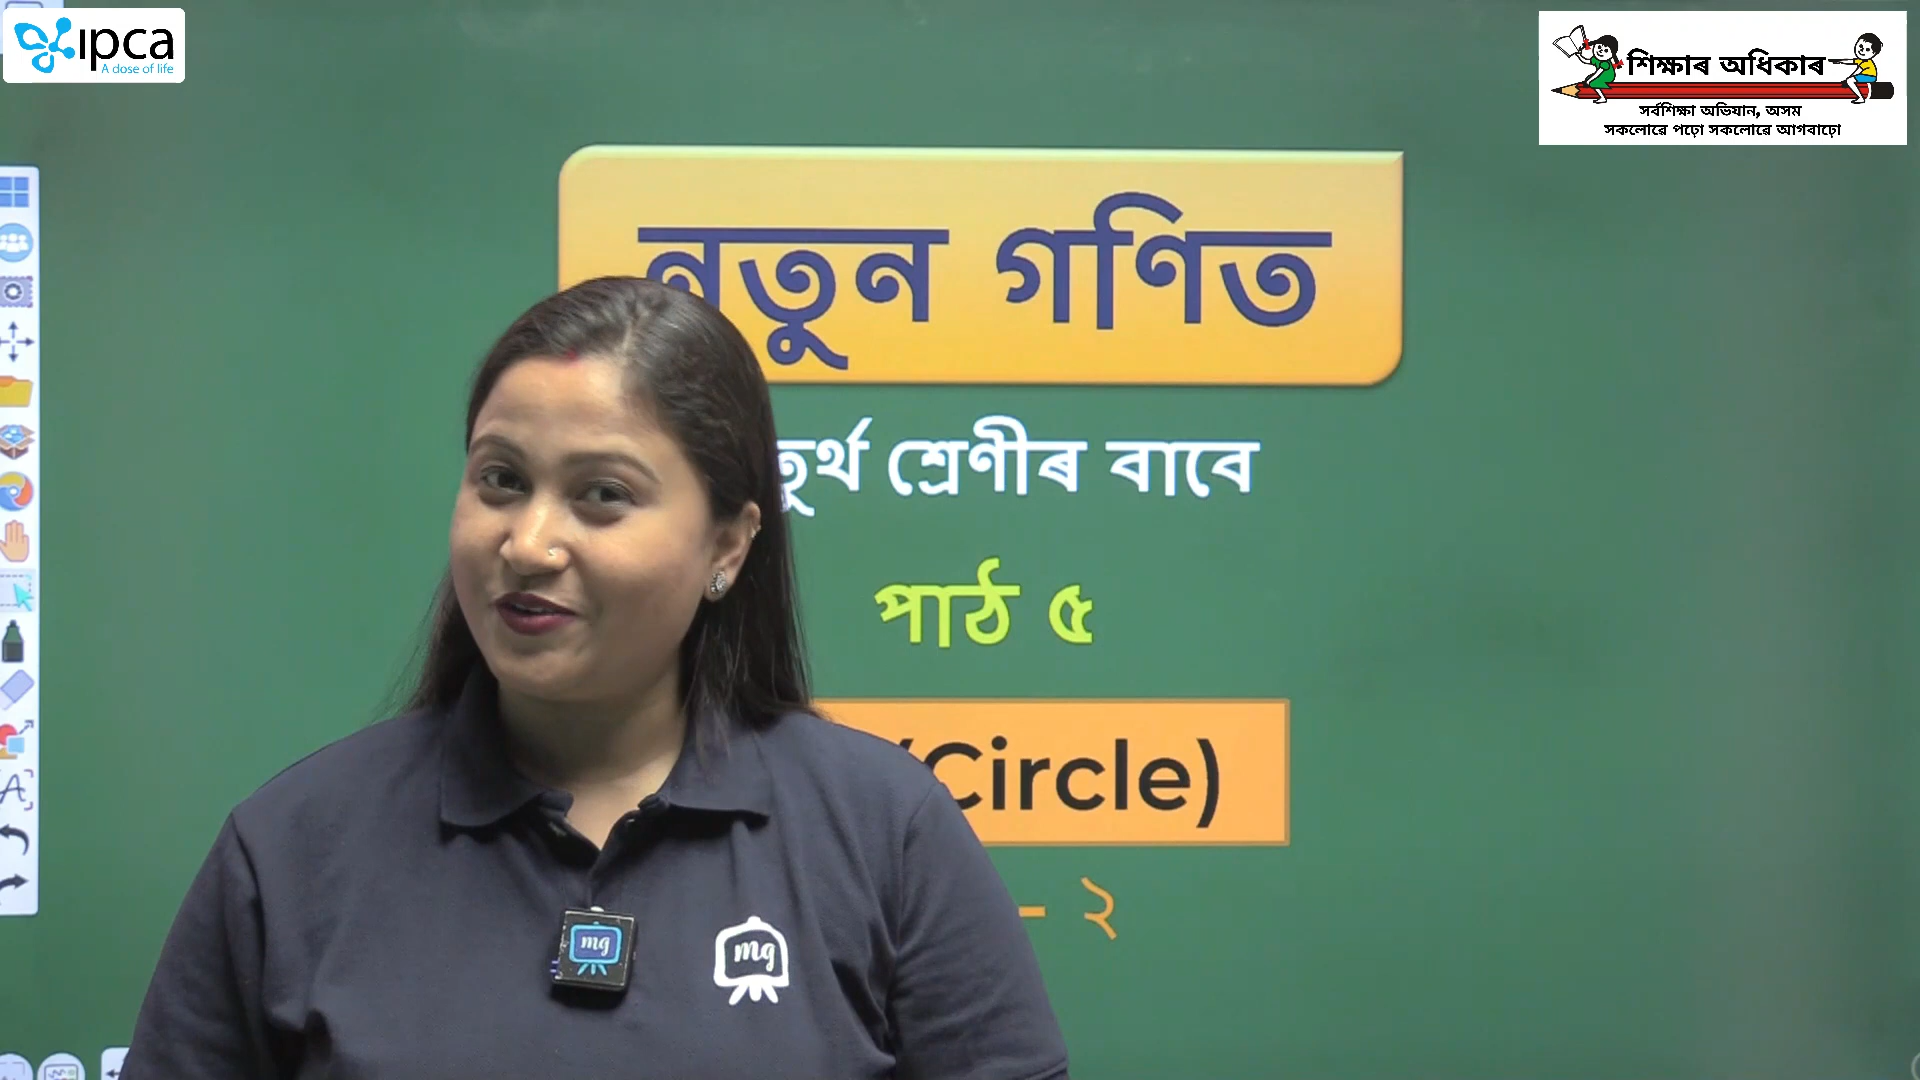 ipca
A dose of life
শিক্ষাৰ অধিকাৰ
সৰ্বশিক্ষা অভিযান, অসম
সকলোৱে পঢ়ো সকলোৱে আগবাঢ়ো
নতুন গণিত
শ্ৰেণীৰ বাবে
পাঠ ৫
(Circle)
- ২
mg
mg